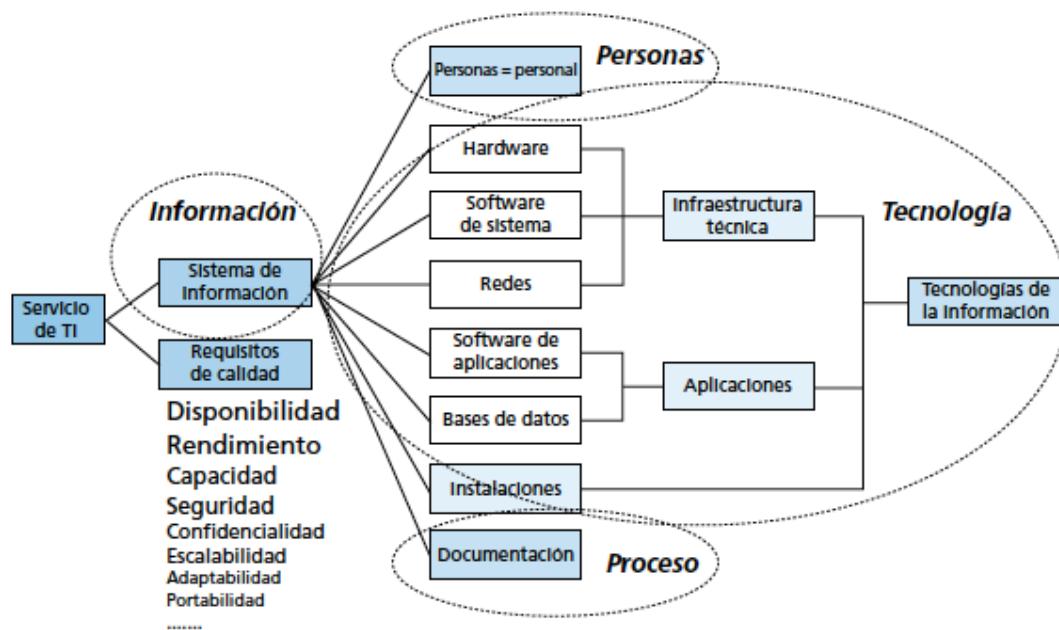 Personas = personal
Personas
Hardware
Información
Software
de sistema
Infraestructura
técnica
Tecnología
Sistema de
información
Redes
Servicio
de TI
Tecnologías de
la información
Requisitos
de calidad
Software de
aplicaciones
Aplicaciones
Disponibilidad
Rendimiento
Capacidad
Seguridad
Confidencialidad
Escalabilidad
Adaptabilidad
Portabilidad
.......
Bases de datos
Instalaciones
Documentación
Proceso